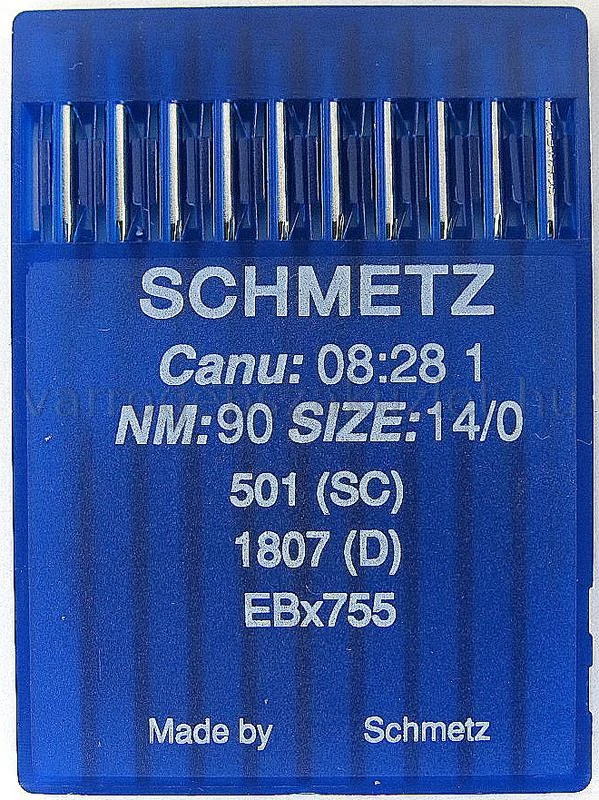 SCHMETZ
Canu: 08:28 1
NM:90 SIZE:14/0
501 (SC)
1807 (D)
EBx755
Made by Schmetz